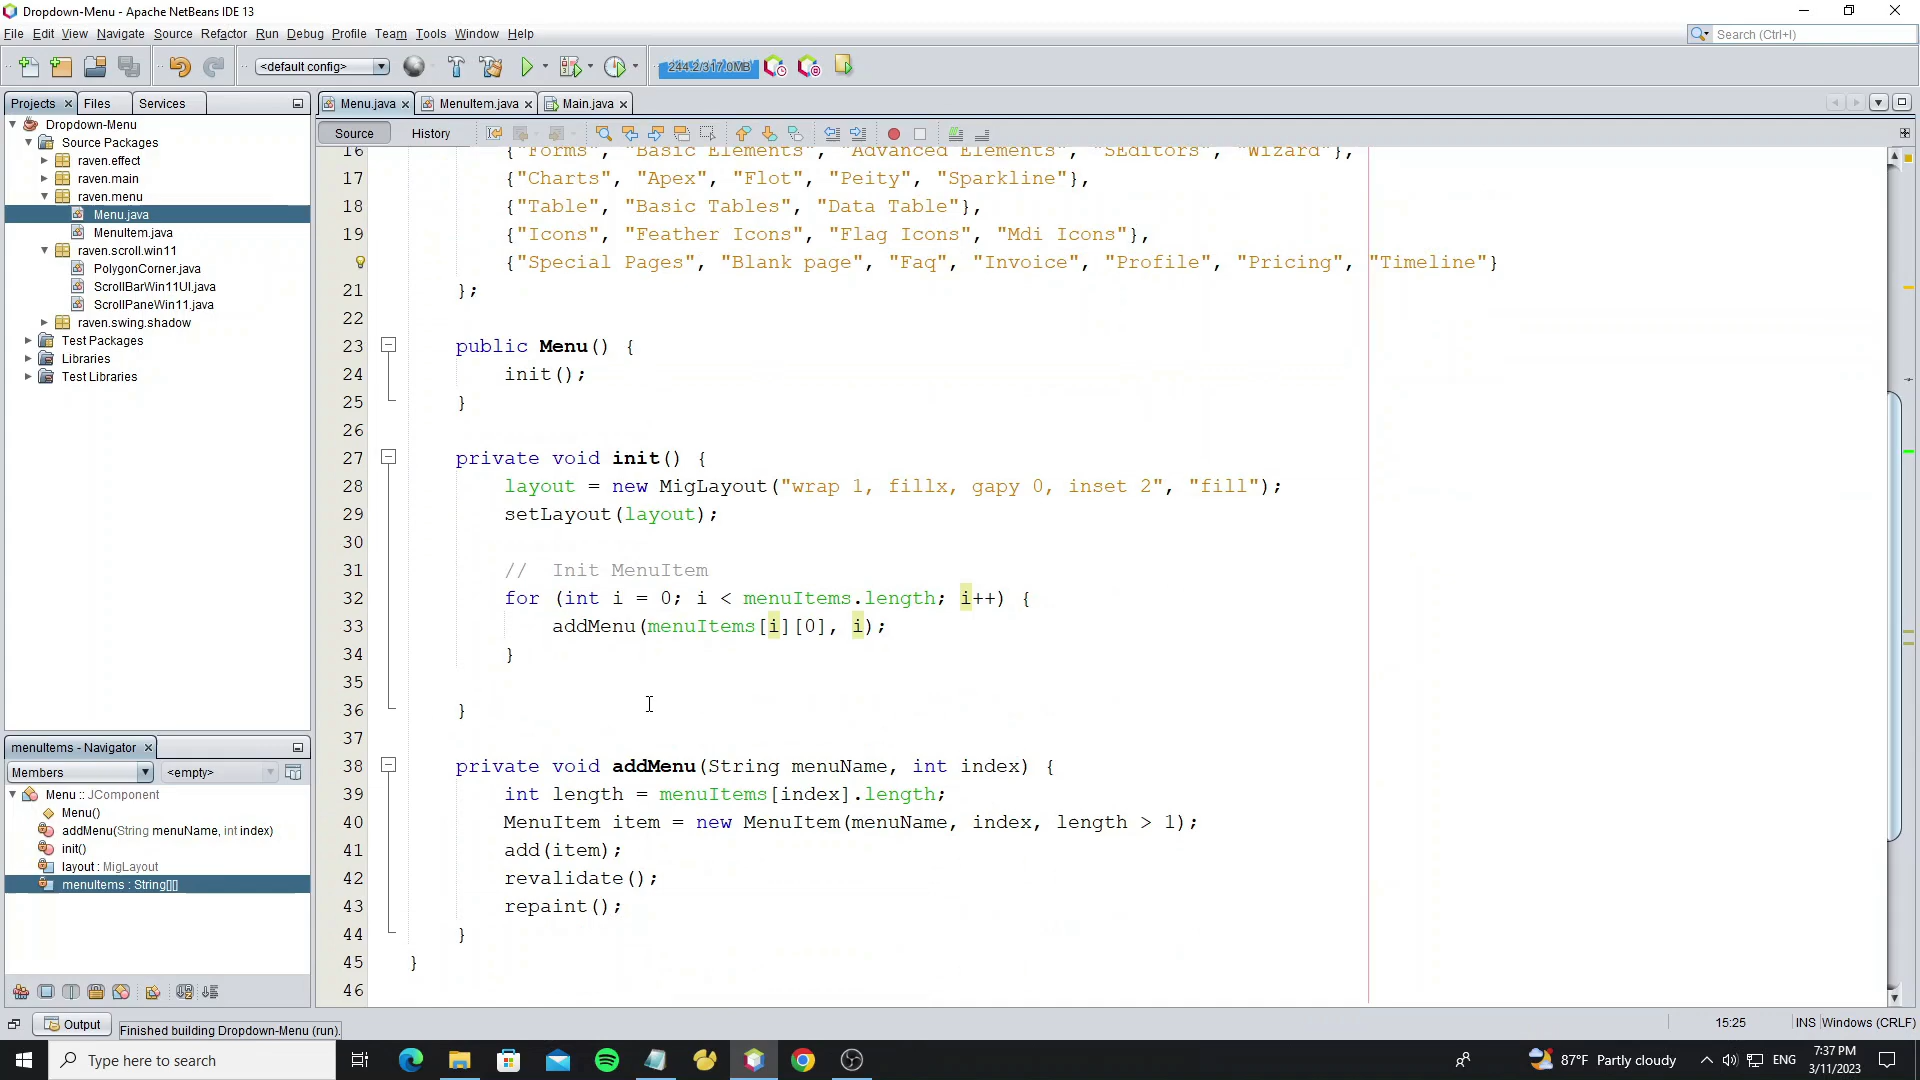 Dropdown-Menu - Apache NetBeans IDE 13
File Edit View Navigate Source Refactor Run Debug Profile Team Tools Window Help
Search (Ctrl+I)
<default config>
244.2/317.0MB
Projects Files Services
Menu.java MenuItem.java Main.java
Source History
Dropdown-Menu
Source Packages
raven.effect
raven.main
raven.menu
Menu.java
MenuItem.java
raven.scroll.win11
PolygonCorner.java
ScrollBarWin11UI.java
ScrollPaneWin11.java
raven.swing.shadow
Test Packages
Libraries
Test Libraries
16 {"Forms", "Basic Elements", "Advanced Elements", "SEditors", "Wizard"},
17 {"Charts", "Apex", "Flot", "Peity", "Sparkline"},
18 {"Table", "Basic Tables", "Data Table"},
19 {"Icons", "Feather Icons", "Flag Icons", "Mdi Icons"},
{"Special Pages", "Blank page", "Faq", "Invoice", "Profile", "Pricing", "Timeline"}
21 };
22
23 public Menu() {
24 init();
25 }
26
27 private void init() {
28 layout = new MigLayout("wrap 1, fillx, gapy 0, inset 2", "fill");
29 setLayout(layout);
30
31 // Init MenuItem
32 for (int i = 0; i < menuItems.length; i++) {
33 addMenu(menuItems[i][0], i);
34 }
35
36 }
37
38 private void addMenu(String menuName, int index) {
39 int length = menuItems[index].length;
40 MenuItem item = new MenuItem(menuName, index, length > 1);
41 add(item);
42 revalidate();
43 repaint();
44 }
45 }
46
menuItems - Navigator
Members <empty>
Menu :: JComponent
Menu()
addMenu(String menuName, int index)
init()
layout : MigLayout
menuItems : String[][]
Output Finished building Dropdown-Menu (run).
15:25 INS Windows (CRLF)
Type here to search
87°F Partly cloudy ENG
7:37 PM
3/11/2023